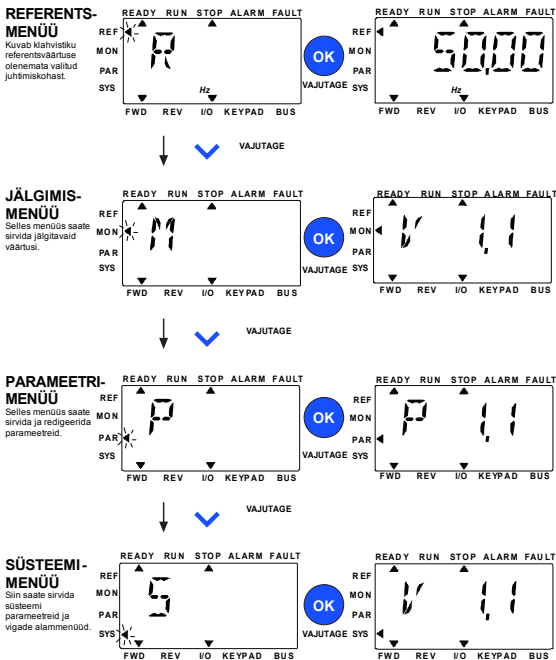 REFERENTS-
MENÜÜ
Kuvab klahvistiku
referentsväärtuse
olenemata valitud
juhtimiskohast.
READY RUN STOP ALARM FAULT
REF
MON
PAR
SYS
R
Hz
FWD REV I/O KEYPAD BUS
OK
VAJUTAGE
READY RUN STOP ALARM FAULT
REF
MON
PAR
SYS
50,00
Hz
FWD REV I/O KEYPAD BUS
VAJUTAGE
JÄLGIMIS-
MENÜÜ
Selles menüüs saate
sirvida jälgitavaid
väärtusi.
READY RUN STOP ALARM FAULT
REF
MON
PAR
SYS
M
FWD REV I/O KEYPAD BUS
OK
VAJUTAGE
READY RUN STOP ALARM FAULT
REF
MON
PAR
SYS
V 1,1
FWD REV I/O KEYPAD BUS
VAJUTAGE
PARAMEETRI-
MENÜÜ
Selles menüüs saate
sirvida ja redigeerida
parameetreid.
READY RUN STOP ALARM FAULT
REF
MON
PAR
SYS
P
FWD REV I/O KEYPAD BUS
OK
VAJUTAGE
READY RUN STOP ALARM FAULT
REF
MON
PAR
SYS
P 1,1
FWD REV I/O KEYPAD BUS
VAJUTAGE
SÜSTEEMI-
MENÜÜ
Siin saate sirvida
süsteemi
parameetreid ja
vigade alammenüüd.
READY RUN STOP ALARM FAULT
REF
MON
PAR
SYS
S
FWD REV I/O KEYPAD BUS
OK
VAJUTAGE
READY RUN STOP ALARM FAULT
REF
MON
PAR
SYS
V 1,1
FWD REV I/O KEYPAD BUS